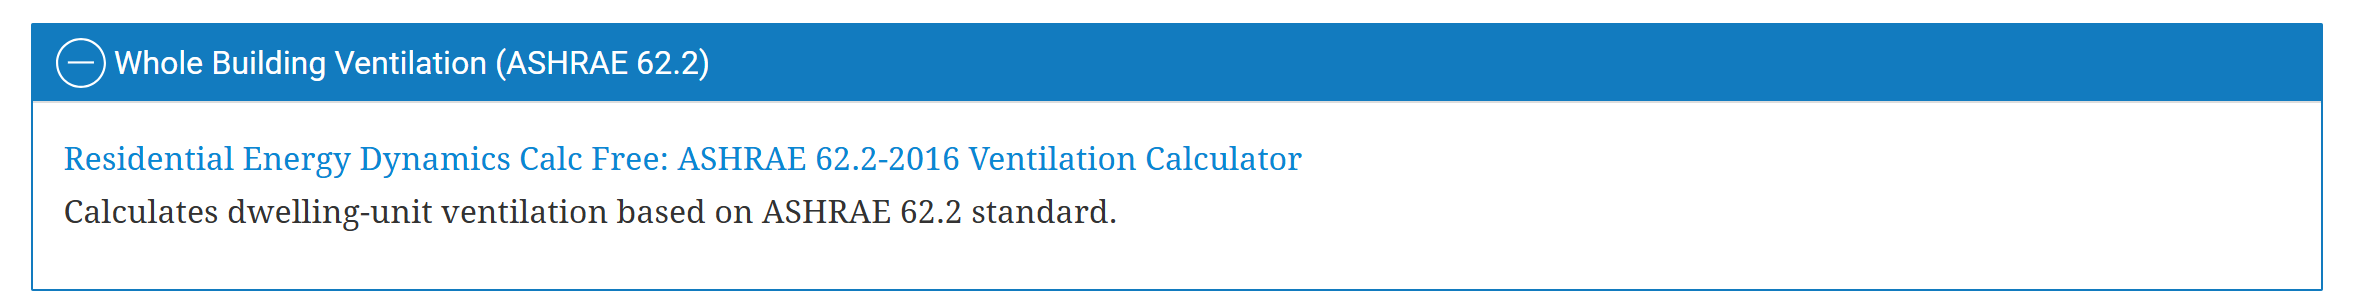 Whole Building Ventilation (ASHRAE 62.2)
Residential Energy Dynamics Calc Free: ASHRAE 62.2-2016 Ventilation Calculator
Calculates dwelling-unit ventilation based on ASHRAE 62.2 standard.